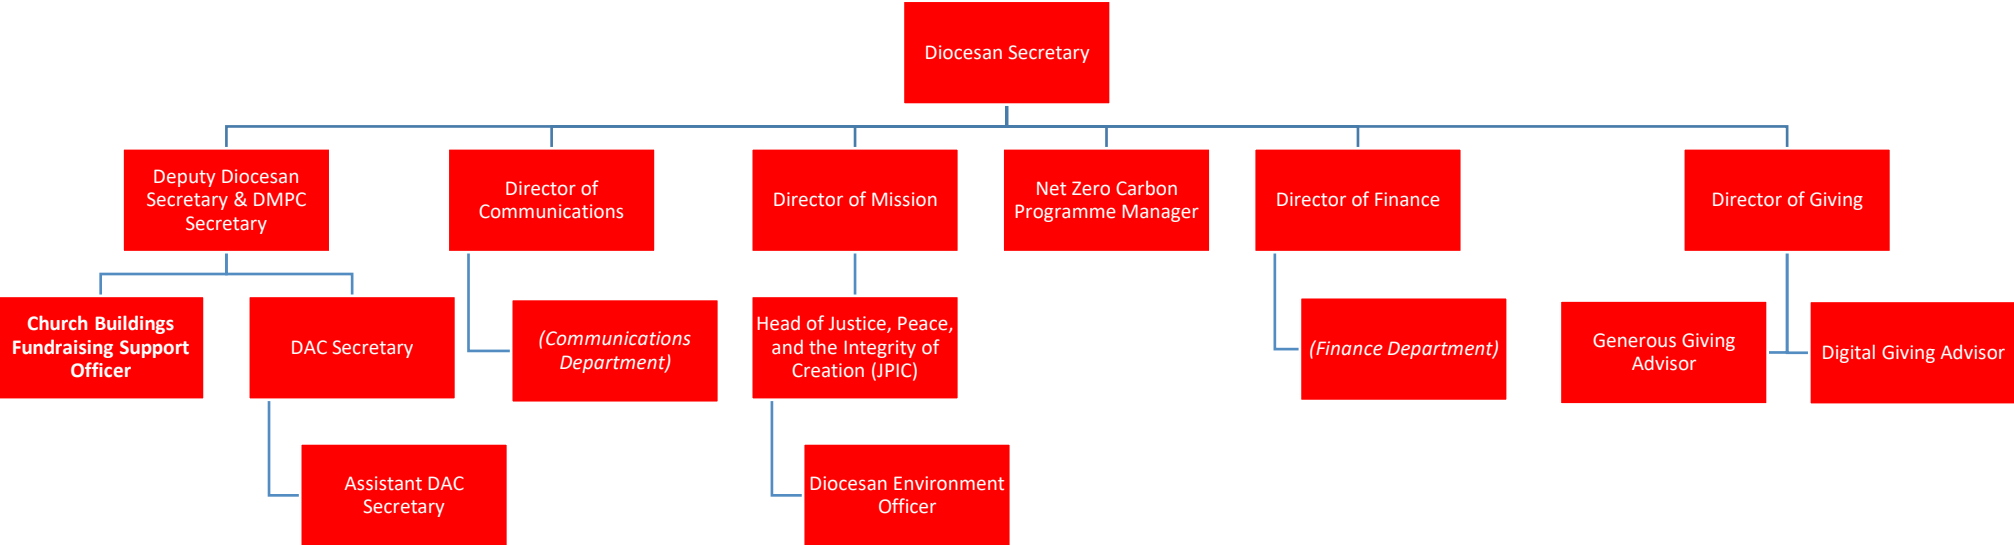 Diocesan Secretary
Deputy Diocesan
Secretary & DMPC
Secretary
Director of
Communications
Director of Mission
Net Zero Carbon
Programme Manager
Director of Finance
Director of Giving
Church Buildings
Fundraising Support
Officer
DAC Secretary
(Communications
Department)
Head of Justice, Peace,
and the Integrity of
Creation (JPIC)
(Finance Department)
Generous Giving
Advisor
Digital Giving Advisor
Assistant DAC
Secretary
Diocesan Environment
Officer